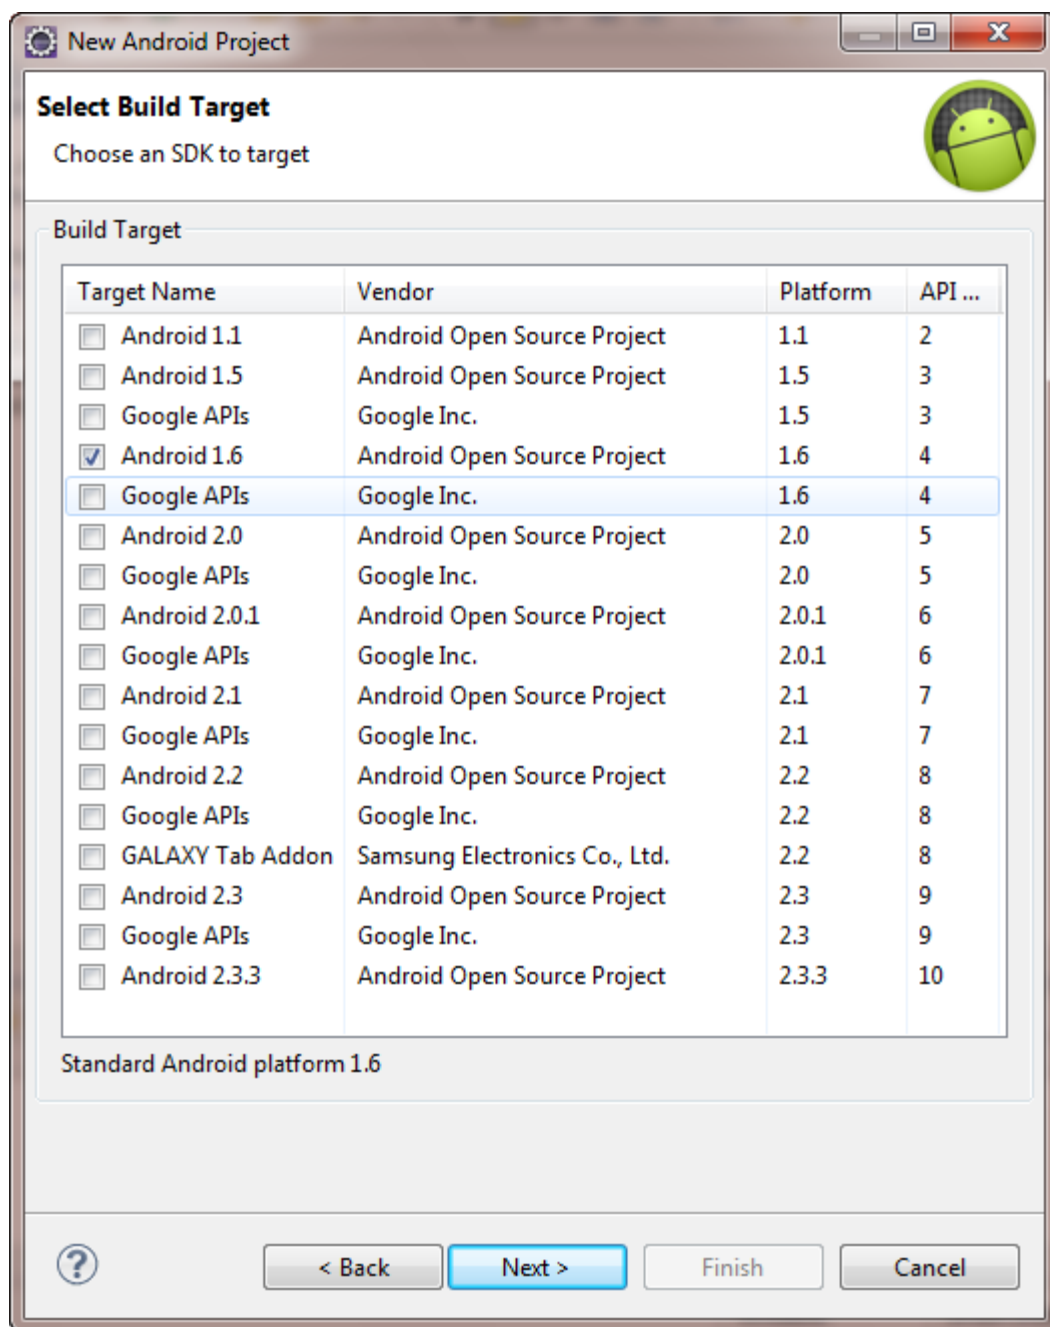 New Android Project
Select Build Target
Choose an SDK to target
Build Target
Target Name Vendor Platform API ...
Android 1.1 Android Open Source Project 1.1 2
Android 1.5 Android Open Source Project 1.5 3
Google APIs Google Inc. 1.5 3
Android 1.6 Android Open Source Project 1.6 4
Google APIs Google Inc. 1.6 4
Android 2.0 Android Open Source Project 2.0 5
Google APIs Google Inc. 2.0 5
Android 2.0.1 Android Open Source Project 2.0.1 6
Google APIs Google Inc. 2.0.1 6
Android 2.1 Android Open Source Project 2.1 7
Google APIs Google Inc. 2.1 7
Android 2.2 Android Open Source Project 2.2 8
Google APIs Google Inc. 2.2 8
GALAXY Tab Addon Samsung Electronics Co., Ltd. 2.2 8
Android 2.3 Android Open Source Project 2.3 9
Google APIs Google Inc. 2.3 9
Android 2.3.3 Android Open Source Project 2.3.3 10
Standard Android platform 1.6
? < Back Next > Finish Cancel